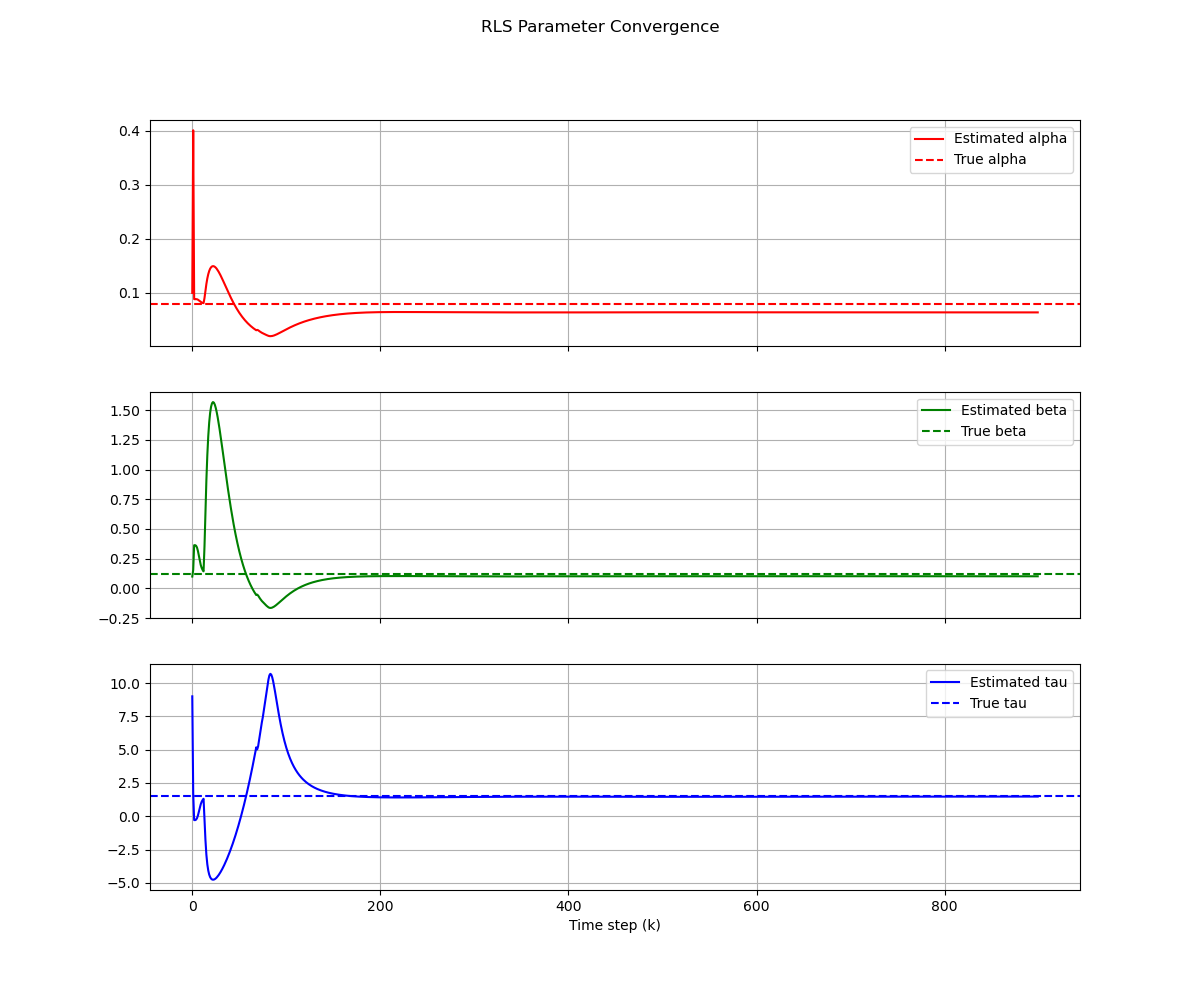 RLS Parameter Convergence
0.4
0.3
0.2
0.1
Estimated alpha
True alpha
1.50
1.25
1.00
0.75
0.50
0.25
0.00
−0.25
Estimated beta
True beta
10.0
7.5
5.0
2.5
0.0
−2.5
−5.0
Estimated tau
True tau
0 200 400 600 800
Time step (k)